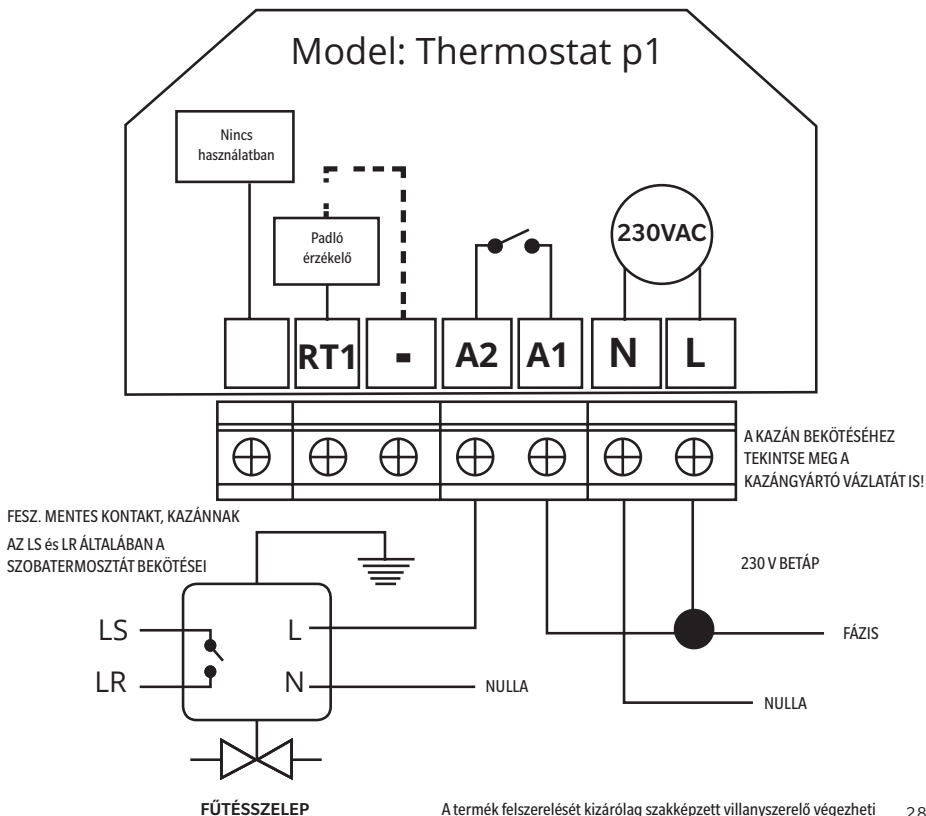 Model: Thermostat p1
Nincs
használatban
Padló
érzékelő
230VAC
RT1
-
A2
A1
N
L
A KAZÁN BEKÖTÉSÉHEZ
TEKINTSE MEG A
KAZÁNGYÁRTÓ VÁZLATÁT IS!
FESZ. MENTES KONTAKT, KAZÁNNAK
AZ LS és LR ÁLTALÁBAN A
SZOBATERMOSZTÁT BEKÖTÉSEI
230 V BETÁP
LS
L
FÁZIS
LR
N
NULLA
NULLA
FŰTÉSSZELEP
A termék felszerelését kizárólag szakképzett villanyszerelő végezheti
28